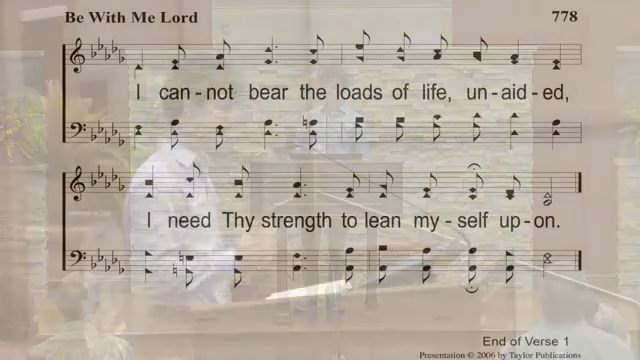 Be With Me Lord 778
I can-not bear the loads of life, un-aid-ed,
I need Thy strength to lean my-self up-on.
End of Verse 1
Presentation © 2006 by Taylor Publications